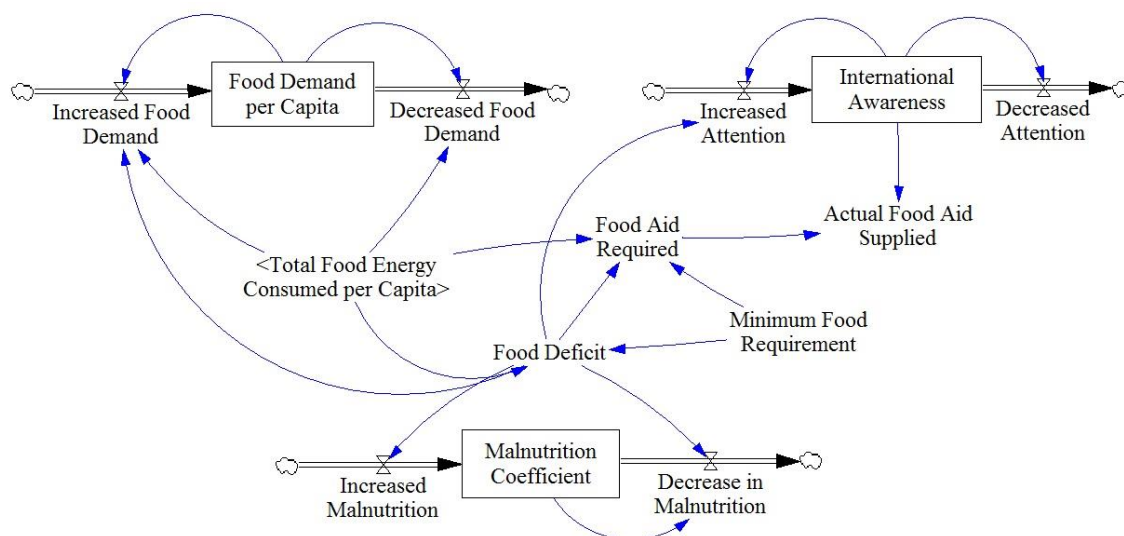 Food Demand
per Capita
Increased Food
Demand
Decreased Food
Demand
International
Awareness
Increased
Attention
Decreased
Attention
Food Aid
Required
Actual Food Aid
Supplied
<Total Food Energy
Consumed per Capita>
Minimum Food
Requirement
Food Deficit
Malnutrition
Coefficient
Increased
Malnutrition
Decrease in
Malnutrition